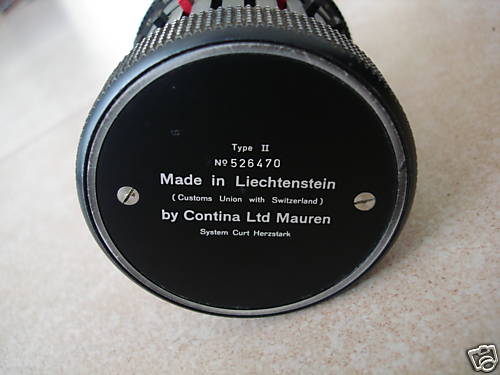 Type II
No 526470
Made in Liechtenstein
(Customs Union with Switzerland)
by Contina Ltd Mauren
System Curt Herzstark